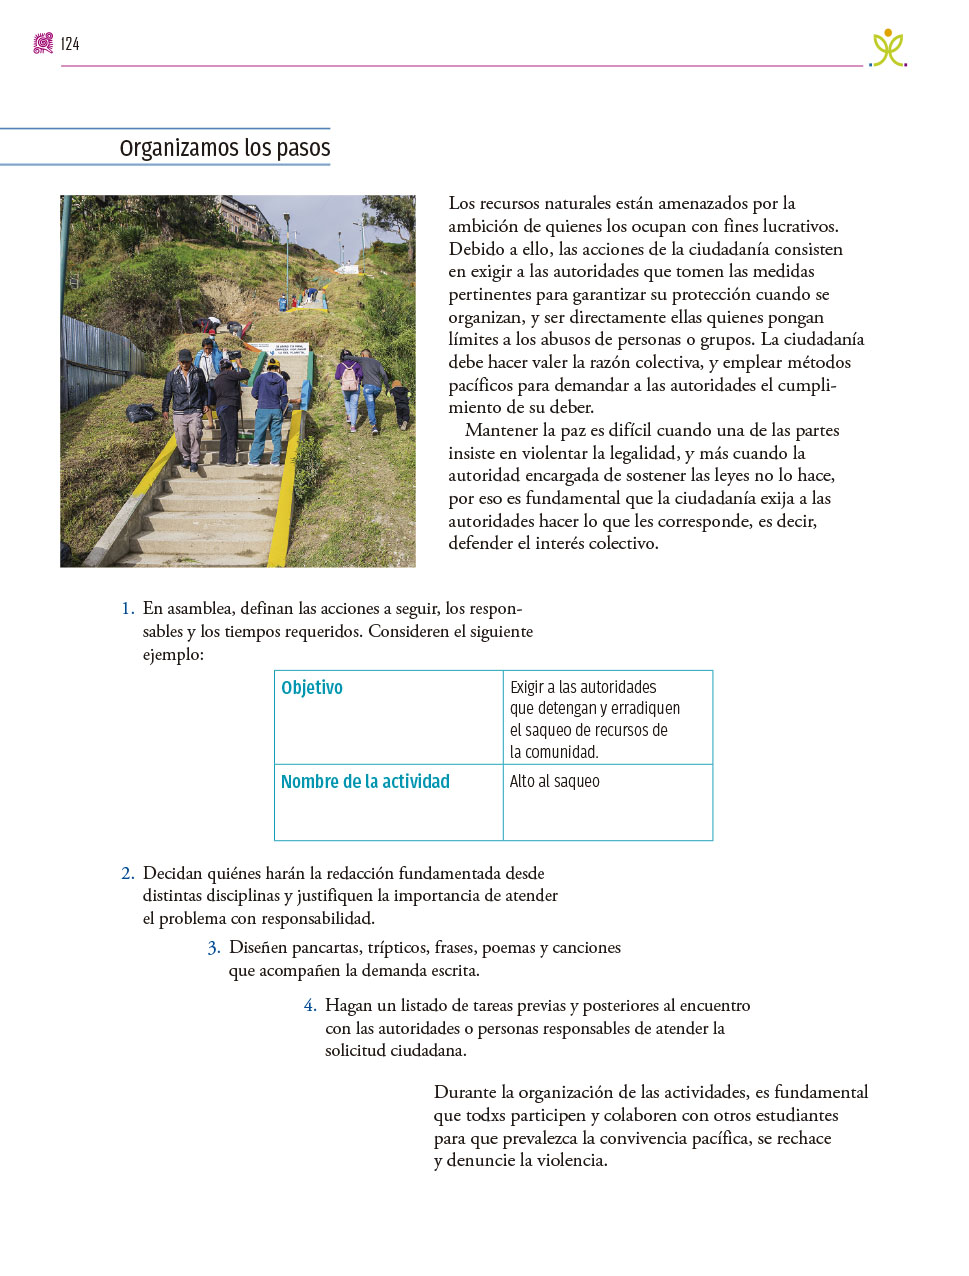 124
Organizamos los pasos
Los recursos naturales están amenazados por la
ambición de quienes los ocupan con fines lucrativos.
Debido a ello, las acciones de la ciudadanía consisten
en exigir a las autoridades que tomen las medidas
pertinentes para garantizar su protección cuando se
organizan, y ser directamente ellas quienes pongan
límites a los abusos de personas o grupos. La ciudadanía
debe hacer valer la razón colectiva, y emplear métodos
pacíficos para demandar a las autoridades el cumpli-
miento de su deber.
Mantener la paz es difícil cuando una de las partes
insiste en violentar la legalidad, y más cuando la
autoridad encargada de sostener las leyes no lo hace,
por eso es fundamental que la ciudadanía exija a las
autoridades hacer lo que les corresponde, es decir,
defender el interés colectivo.
1. En asamblea, definan las acciones a seguir, los respon-
sables y los tiempos requeridos. Consideren el siguiente
ejemplo:
Objetivo
Exigir a las autoridades
que detengan y erradiquen
el saqueo de recursos de
la comunidad.
Nombre de la actividad
Alto al saqueo
2. Decidan quiénes harán la redacción fundamentada desde
distintas disciplinas y justifiquen la importancia de atender
el problema con responsabilidad.
3. Diseñen pancartas, trípticos, frases, poemas y canciones
que acompañen la demanda escrita.
4. Hagan un listado de tareas previas y posteriores al encuentro
con las autoridades o personas responsables de atender la
solicitud ciudadana.
Durante la organización de las actividades, es fundamental
que todxs participen y colaboren con otros estudiantes
para que prevalezca la convivencia pacífica, se rechace
y denuncie la violencia.